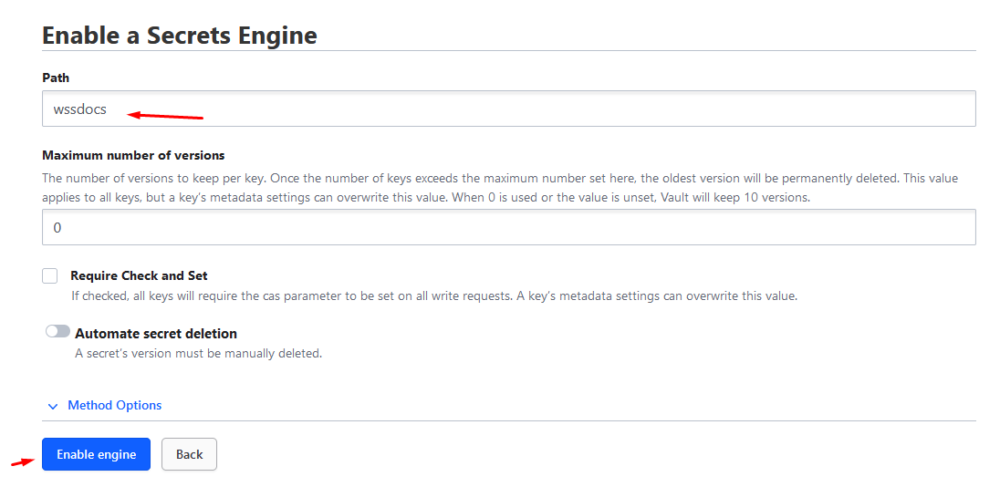 Enable a Secrets Engine
Path
wssdocs
Maximum number of versions
The number of versions to keep per key. Once the number of keys exceeds the maximum number set here, the oldest version will be permanently deleted. This value
applies to all keys, but a key’s metadata settings can overwrite this value. When 0 is used or the value is unset, Vault will keep 10 versions.
0
Require Check and Set
If checked, all keys will require the cas parameter to be set on all write requests. A key’s metadata settings can overwrite this value.
Automate secret deletion
A secret’s version must be manually deleted.
Method Options
Enable engine Back